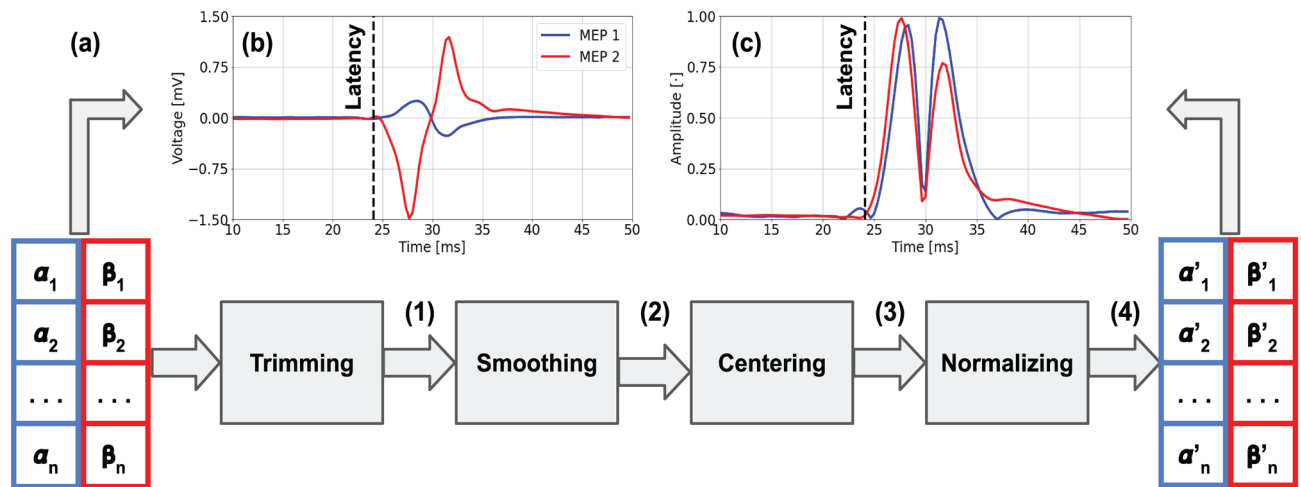 (a)
(b)
Voltage [mV]
1.50
0.75
0.00
−0.75
−1.50
Latency
MEP 1
MEP 2
10 15 20 25 30 35 40 45 50
Time [ms]
(c)
Amplitude [·]
1.00
0.75
0.50
0.25
0.00
Latency
10 15 20 25 30 35 40 45 50
Time [ms]
α1 β1
α2 β2
... ...
αn βn
Trimming
(1)
Smoothing
(2)
Centering
(3)
Normalizing
(4)
α'1 β'1
α'2 β'2
... ...
α'n β'n